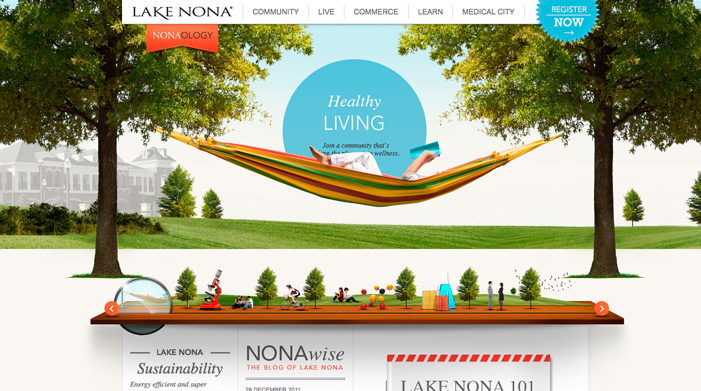 LAKE NONA®
COMMUNITY
LIVE
COMMERCE
LEARN
MEDICAL CITY
REGISTER
NOW
NONAOLOGY
Healthy
LIVING
Join a community that's
wellness.
LAKE NONA
Sustainability
Energy efficient and super
NONAwise
THE BLOG OF LAKE NONA
28 DECEMBER 2011
LAKE NONA 101